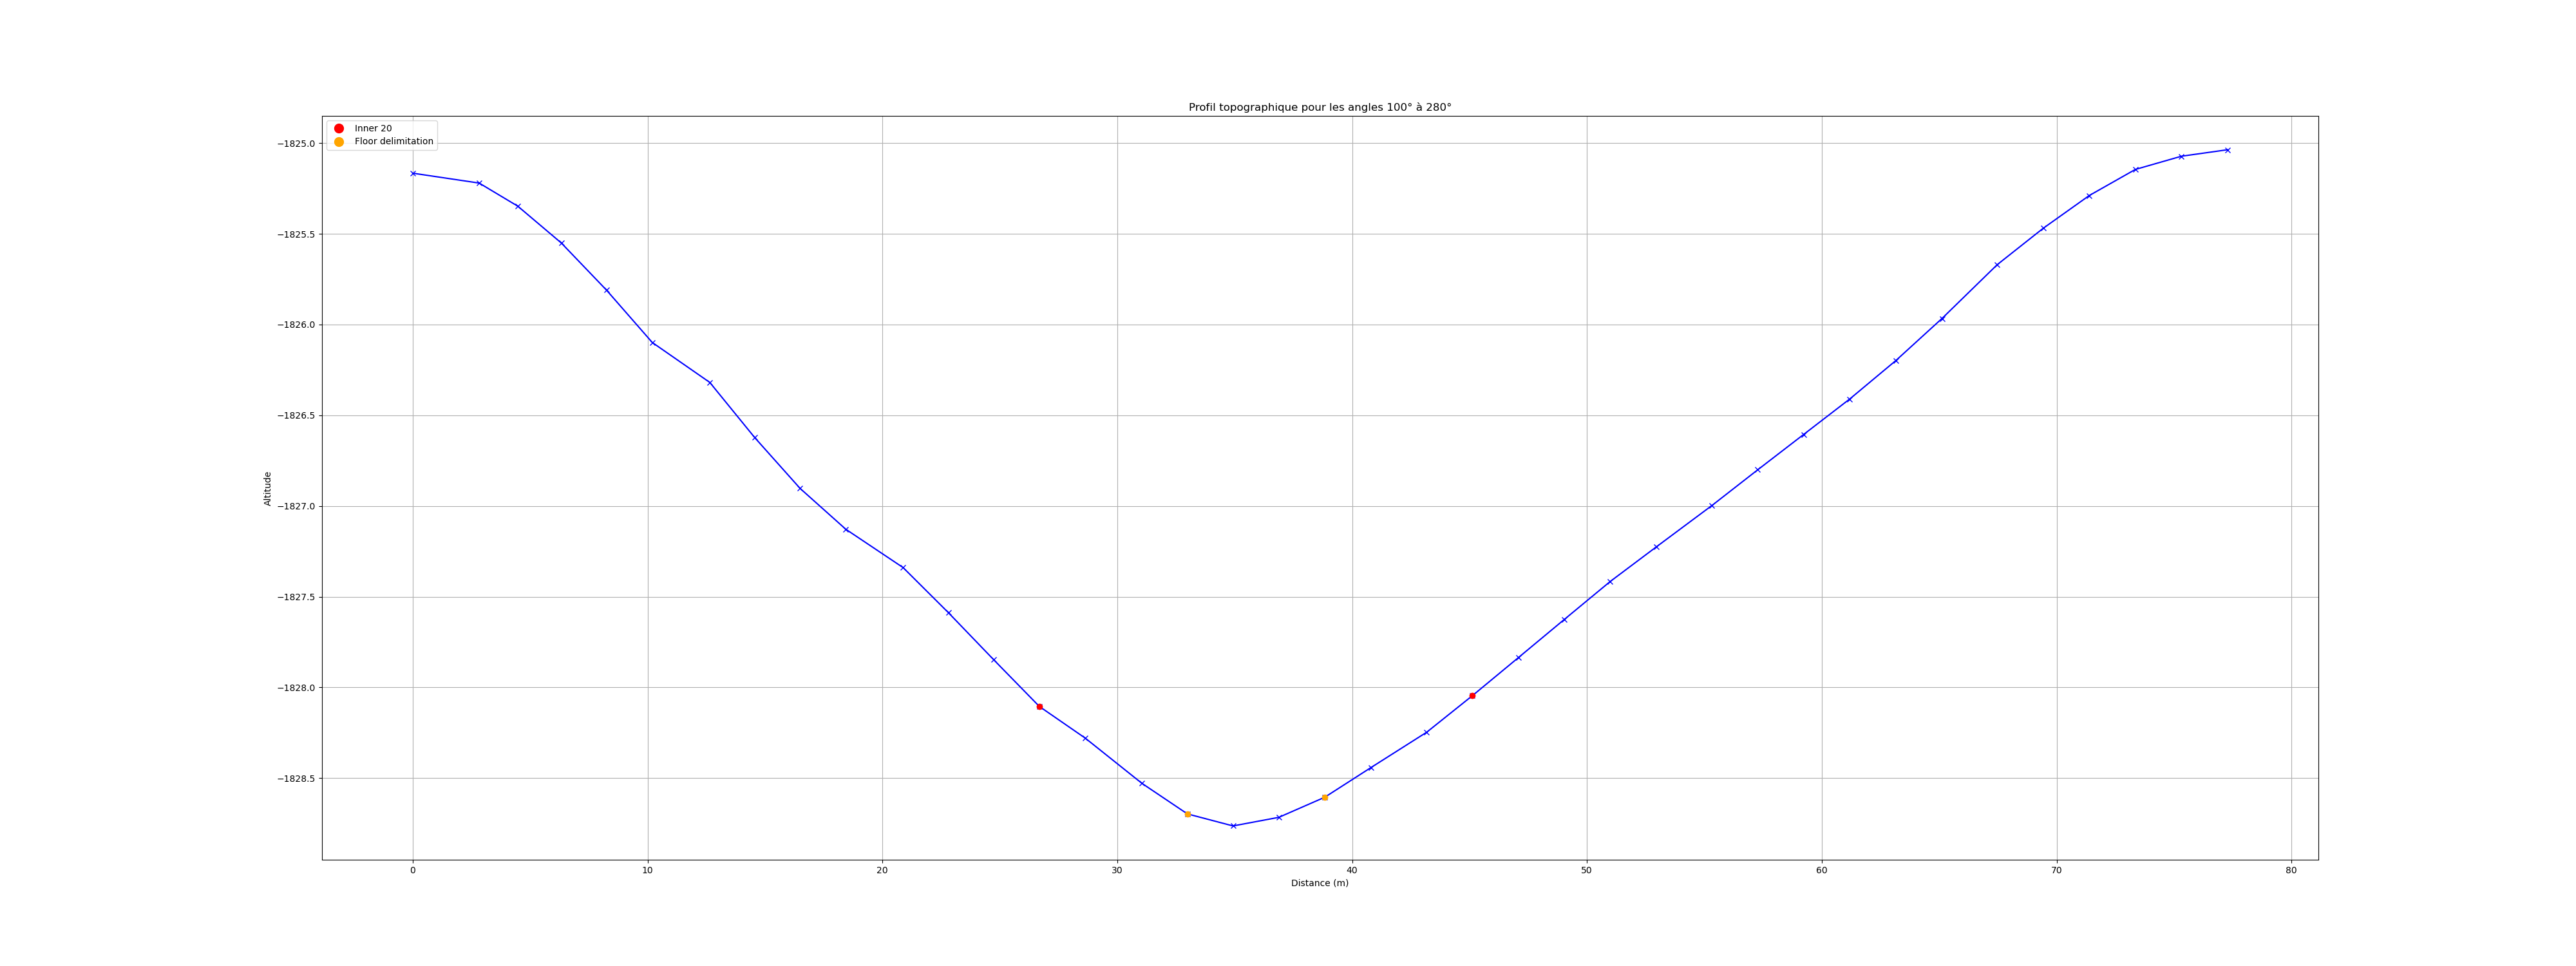 Profil topographique pour les angles 100° à 280°
Inner 20
Floor delimitation
−1825.0
−1825.5
−1826.0
−1826.5
−1827.0
−1827.5
−1828.0
−1828.5
Altitude
0 10 20 30 40 50 60 70 80
Distance (m)